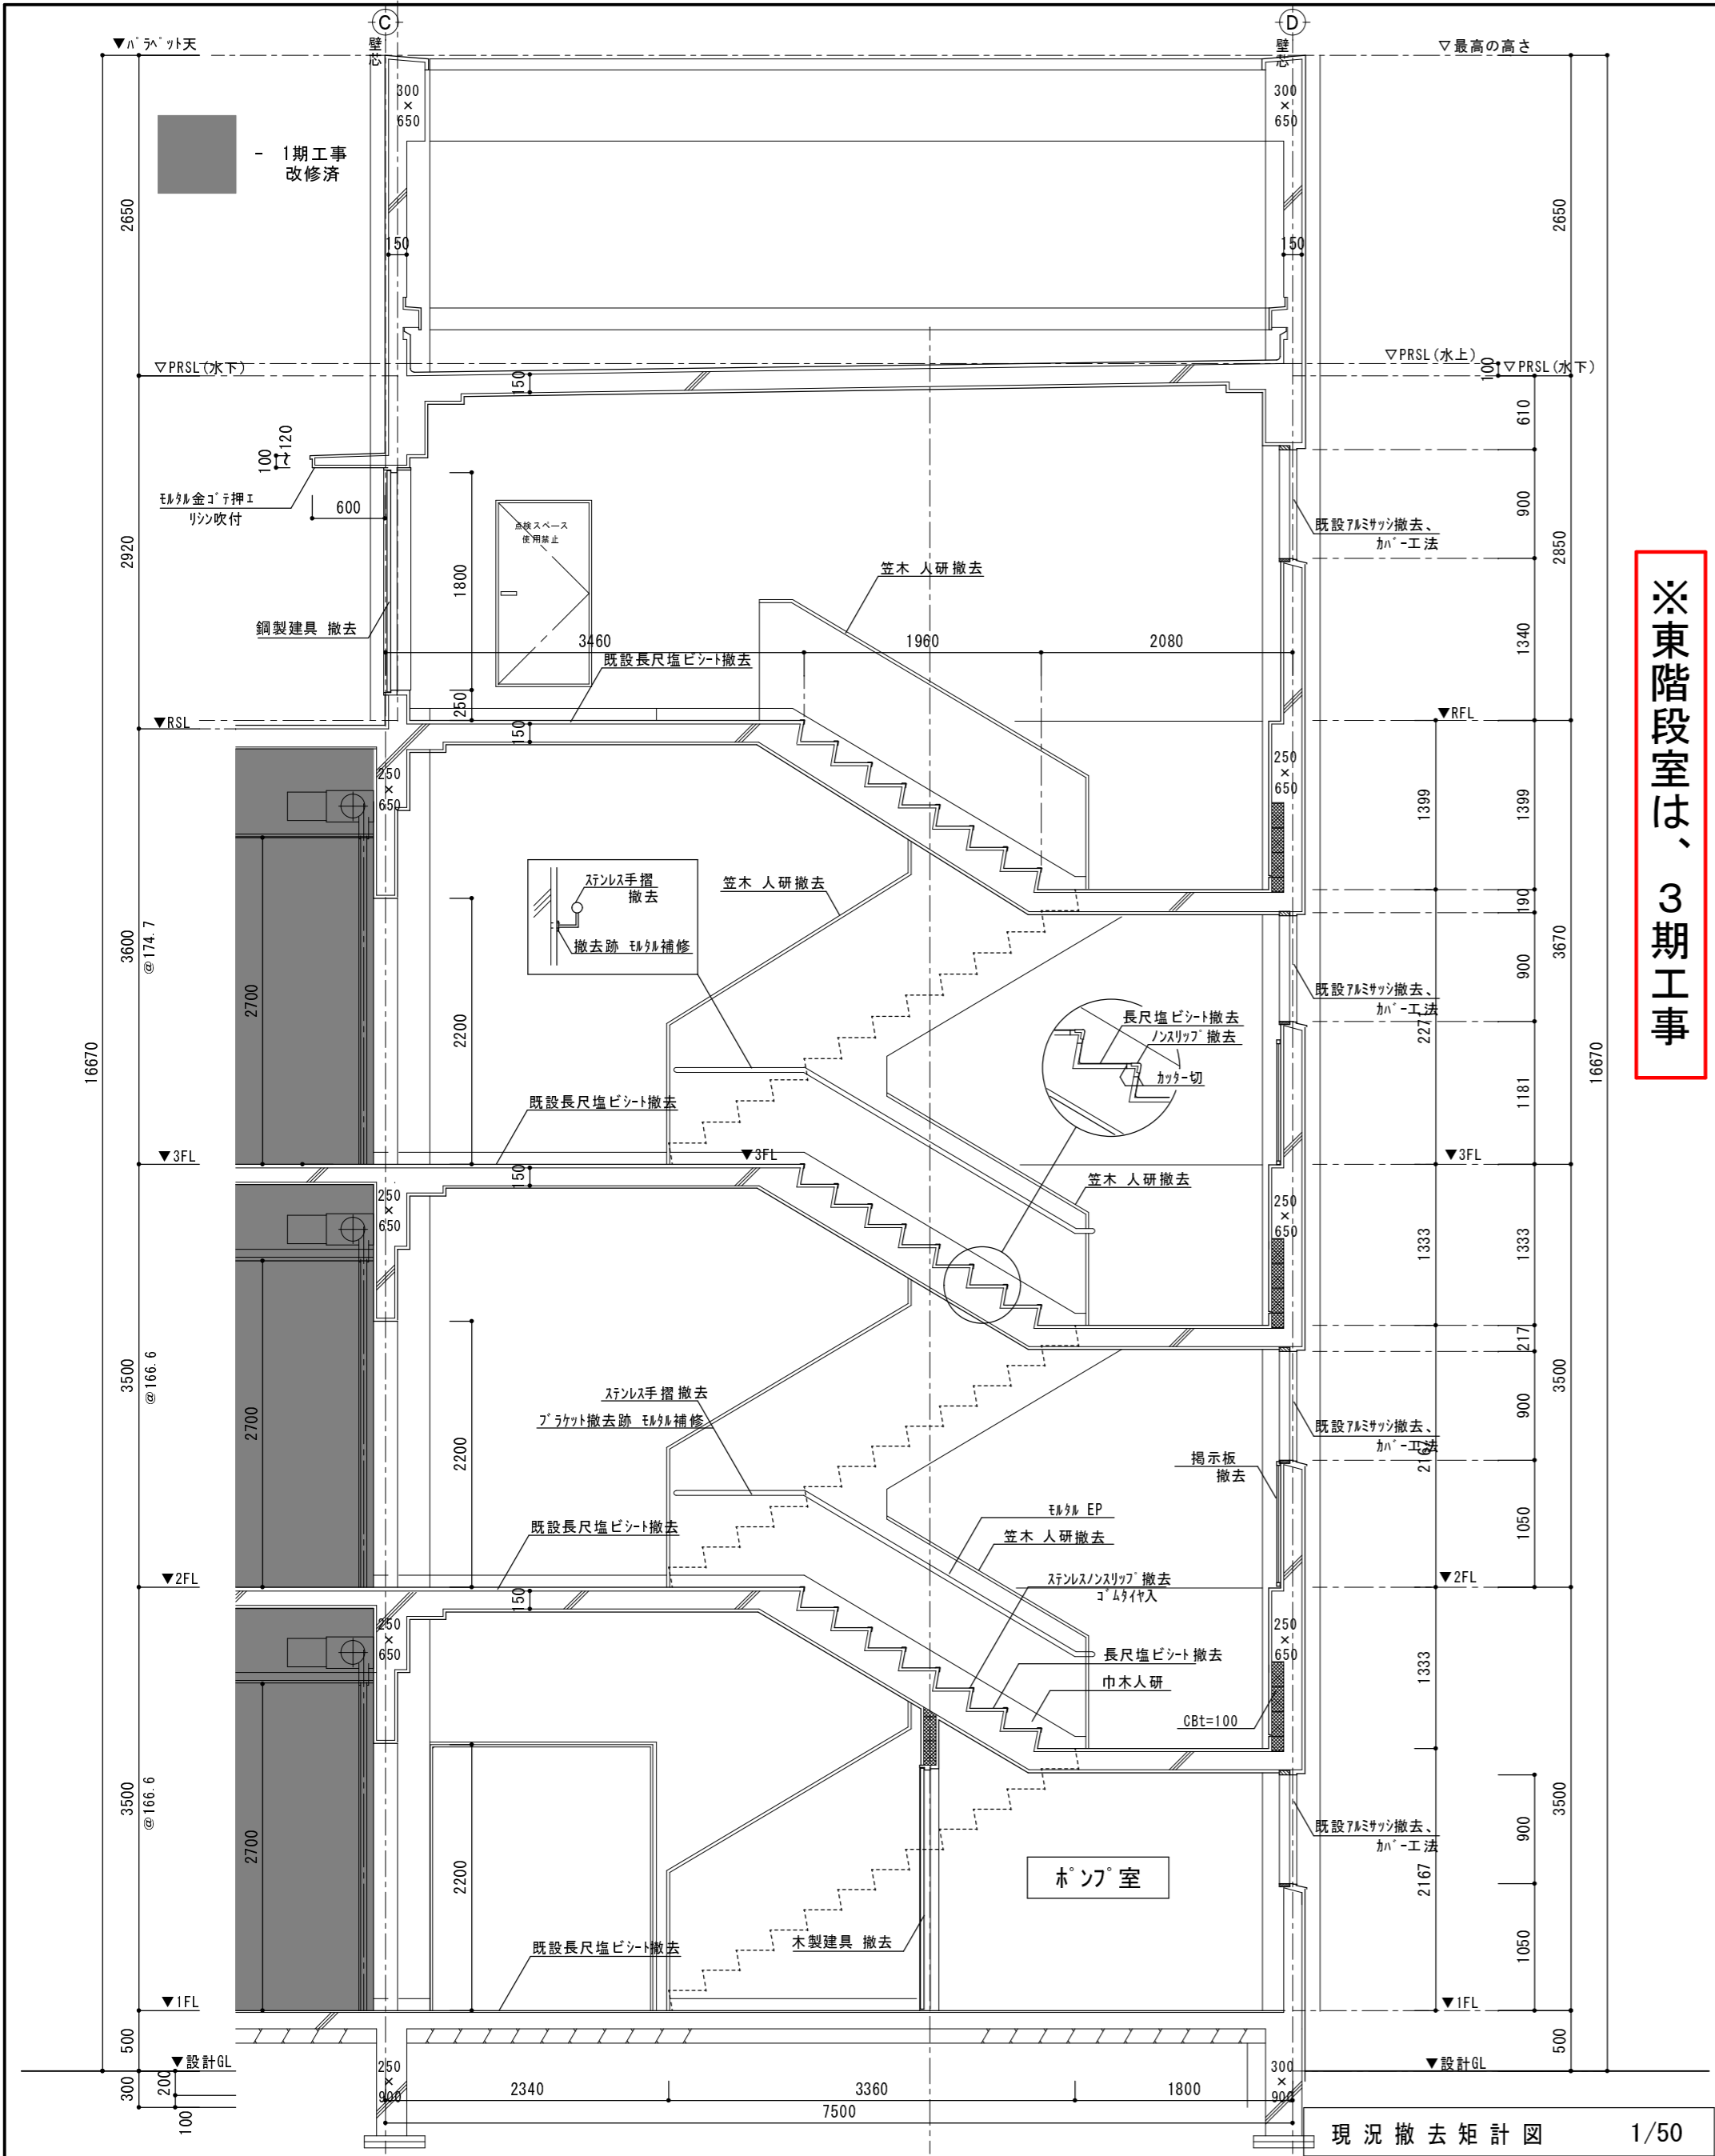 C
壁芯
D
壁芯
▼ﾊﾟﾗﾍﾟｯﾄ天
▽最高の高さ
300
×
650
300
×
650
- 1期工事
改修済
2650
2650
150
150
▽PRSL(水下)
▽PRSL(水上)
100
▽PRSL(水下)
150
610
100
〜
120
ﾓﾙﾀﾙ金ｺﾞﾃ押ｴ
ﾘｼﾝ吹付
600
点検スペース
使用禁止
900
既設ｱﾙﾐｻｯｼ撤去、
ｶﾊﾞｰ工法
2920
2850
1800
笠木 人研撤去
鋼製建具 撤去
3460
1960
2080
1340
既設長尺塩ビｼｰﾄ撤去
250
▼RSL
▼RFL
150
250
×
650
250
×
650
1399
1399
ｽﾃﾝﾚｽ手摺
撤去
撤去跡 ﾓﾙﾀﾙ補修
笠木 人研撤去
190
3600
@174.7
2700
2200
3670
900
既設ｱﾙﾐｻｯｼ撤去、
ｶﾊﾞｰ工法
長尺塩ビｼｰﾄ撤去
ﾉﾝｽﾘｯﾌﾟ撤去
ｶｯﾀｰ切
16670
16670
1181
既設長尺塩ビｼｰﾄ撤去
▼3FL
▼3FL
▼3FL
150
笠木 人研撤去
250
×
650
250
×
650
1333
1333
217
3500
@166.6
2700
2200
3500
900
ｽﾃﾝﾚｽ手摺撤去
ﾌﾞﾗｹｯﾄ撤去跡 ﾓﾙﾀﾙ補修
既設ｱﾙﾐｻｯｼ撤去、
ｶﾊﾞｰ工法
2167
掲示板
撤去
ﾓﾙﾀﾙ EP
笠木 人研撤去
1050
既設長尺塩ビｼｰﾄ撤去
ｽﾃﾝﾚｽﾉﾝｽﾘｯﾌﾟ撤去
ｺﾞﾑﾀｲﾔ入
▼2FL
▼2FL
150
250
×
650
250
×
650
長尺塩ビｼｰﾄ撤去
巾木人研
CBt=100
1333
3500
@166.6
2700
2200
3500
900
既設ｱﾙﾐｻｯｼ撤去、
ｶﾊﾞｰ工法
2167
ﾎﾟﾝﾌﾟ室
既設長尺塩ビｼｰﾄ撤去
木製建具 撤去
1050
▼1FL
▼1FL
500
500
▼設計GL
▼設計GL
300
200
100
250
×
900
300
×
900
2340
3360
1800
7500
現況撤去矩計図 1/50
※東階段室は、3期工事